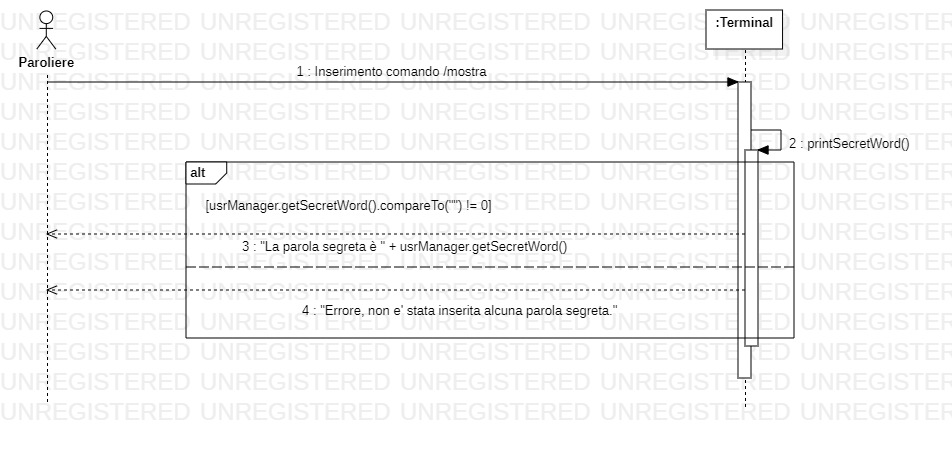 UNREGISTERED UNREGISTERED UNREGISTERED UNREGISTERED UNREGISTERED
:Terminal
Paroliere
1 : Inserimento comando /mostra
2 : printSecretWord()
alt
[usrManager.getSecretWord().compareTo("") != 0]
3 : "La parola segreta è " + usrManager.getSecretWord()
4 : "Errore, non e' stata inserita alcuna parola segreta."